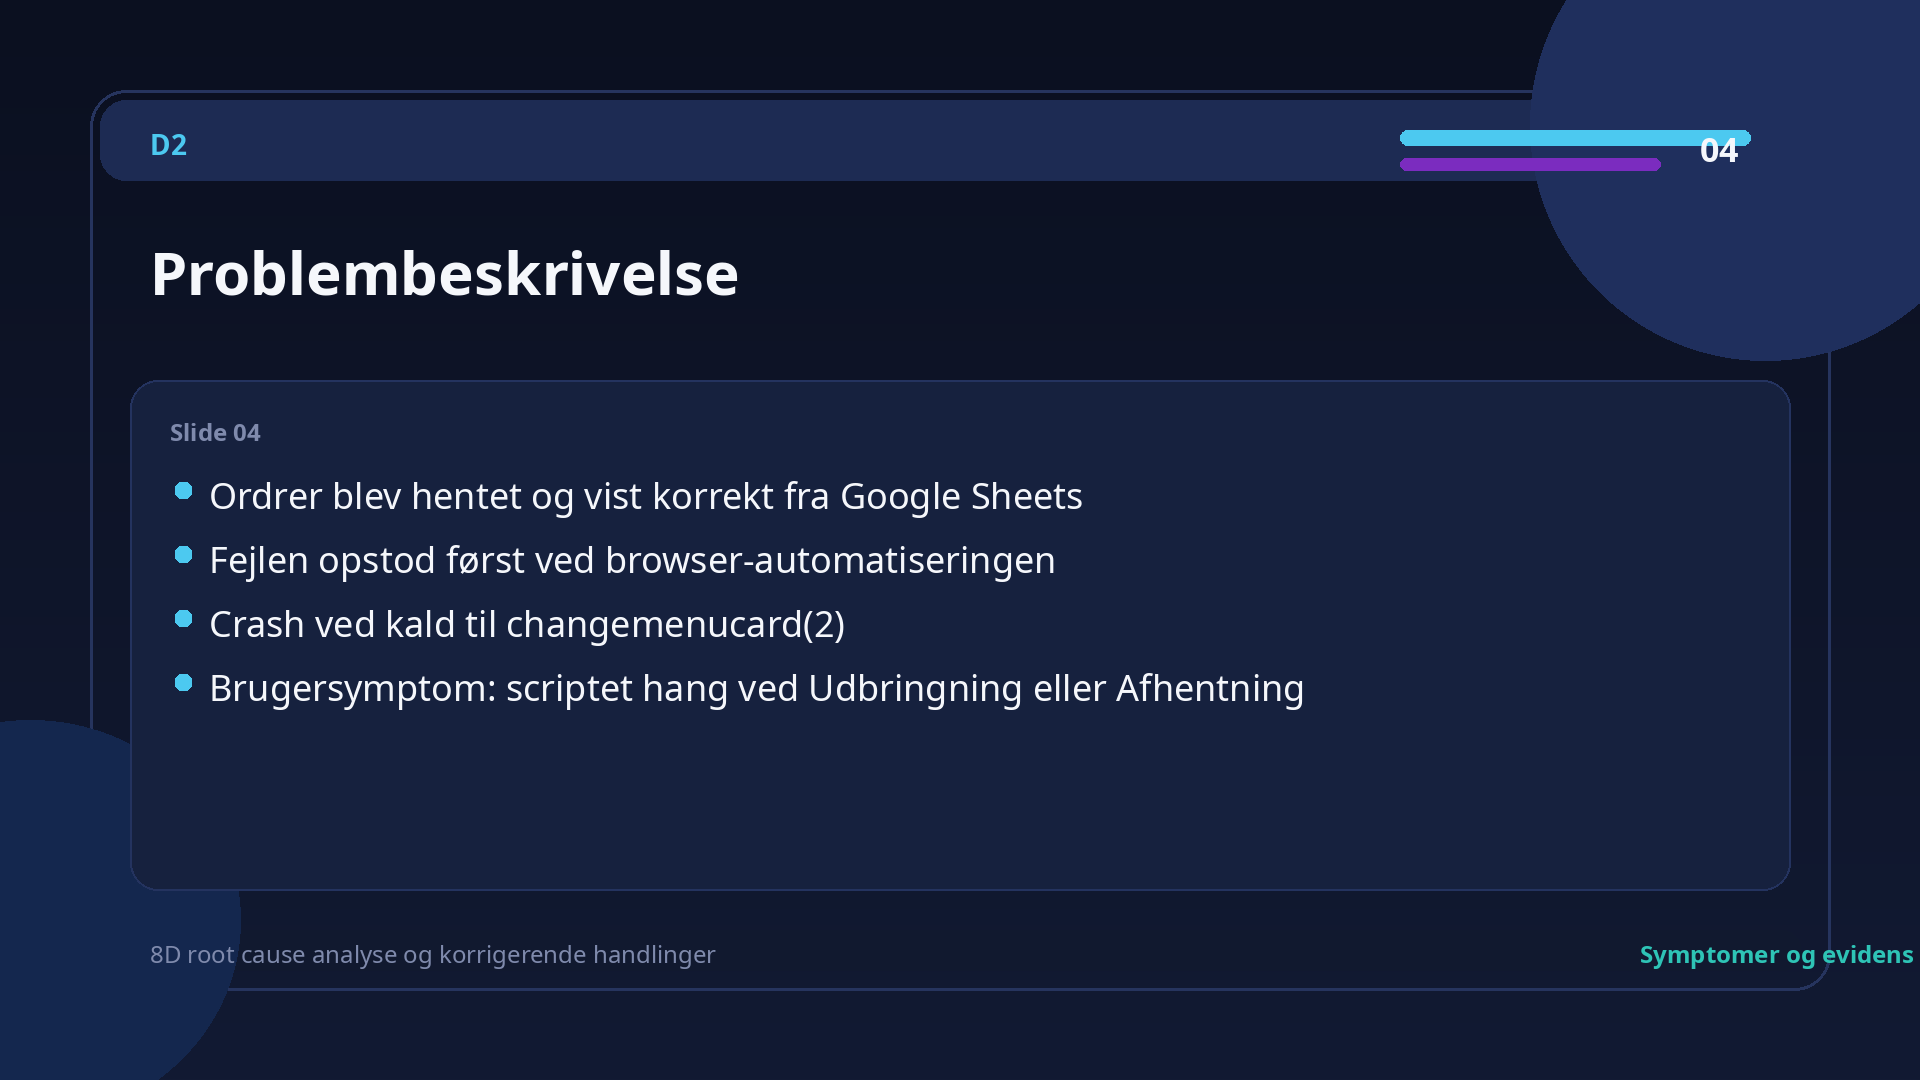 D2
04
Problembeskrivelse
Slide 04
Ordrer blev hentet og vist korrekt fra Google Sheets
Fejlen opstod først ved browser-automatiseringen
Crash ved kald til changemenucard(2)
Brugersymptom: scriptet hang ved Udbringning eller Afhentning
8D root cause analyse og korrigerende handlinger
Symptomer og evidens